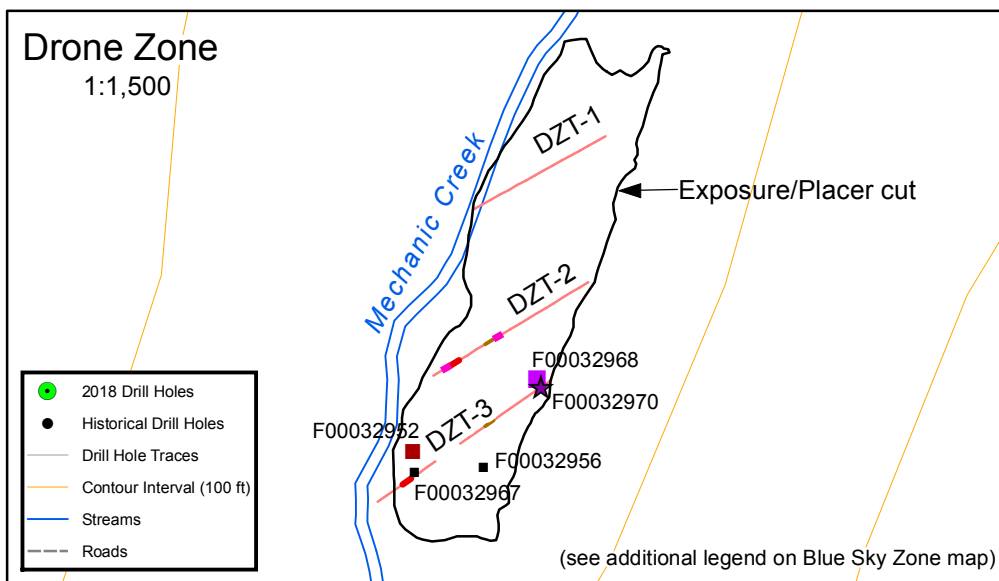 Drone Zone
1:1,500
DZT-1
Exposure/Placer cut
Mechanic Creek
DZT-2
F00032968
F00032970
DZT-3
F00032952
F00032956
F00032967
2018 Drill Holes
Historical Drill Holes
Drill Hole Traces
Contour Interval (100 ft)
Streams
Roads
(see additional legend on Blue Sky Zone map)